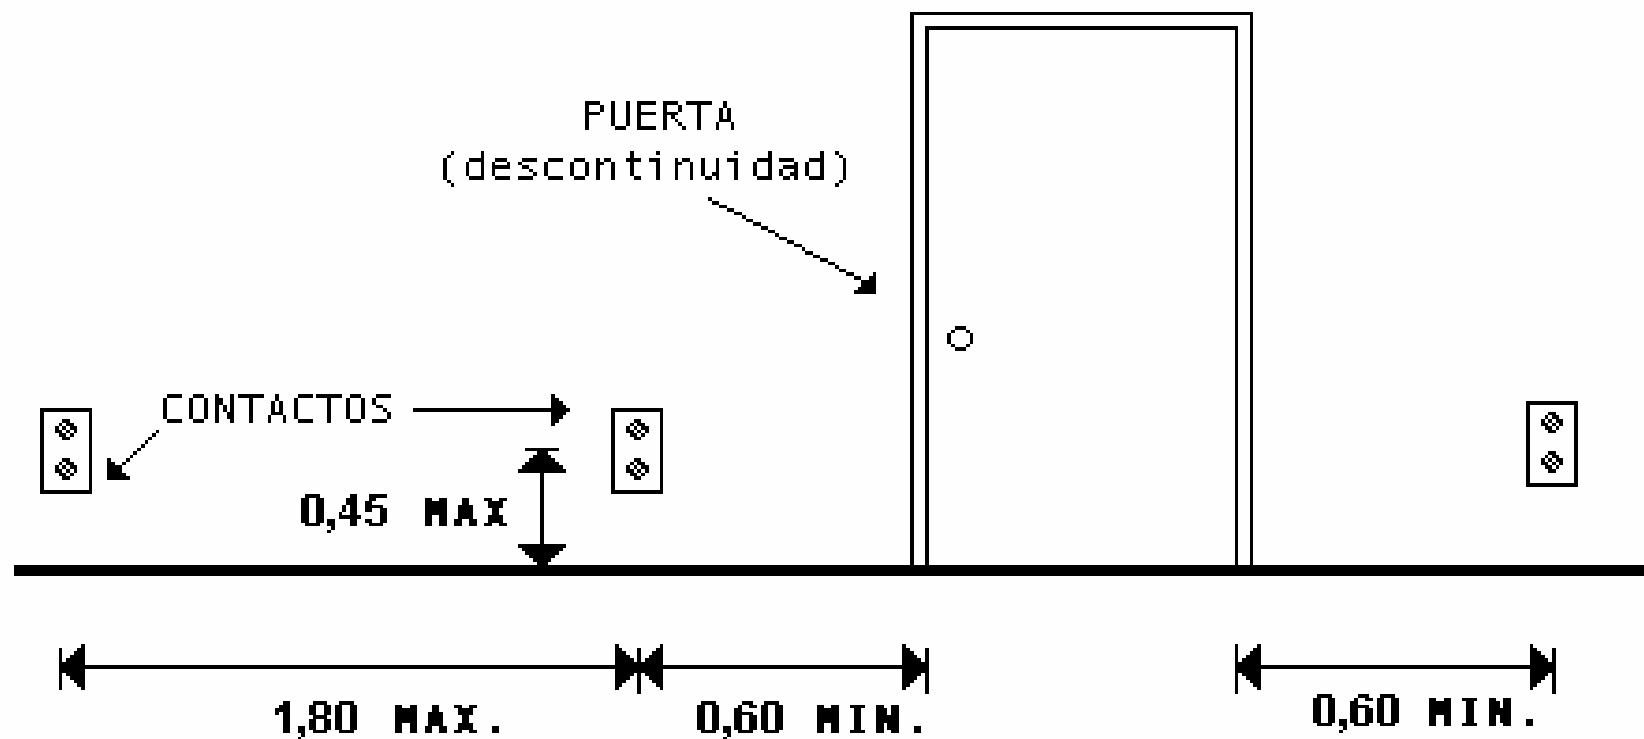 PUERTA
(descontinuidad)
CONTACTOS
0,45 MAX
1,80 MAX.
0,60 MIN.
0,60 MIN.